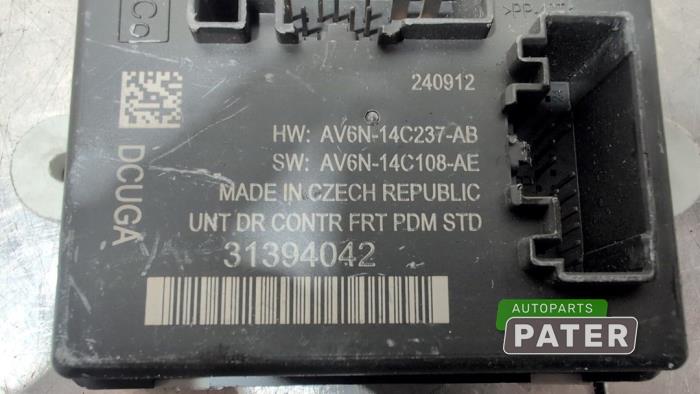 Co
240912
HW: AV6N-14C237-AB
SW: AV6N-14C108-AE
MADE IN CZECH REPUBLIC
UNT DR CONTR FRT PDM STD
31394042
DCUGA
AUTOPARTS
PATER